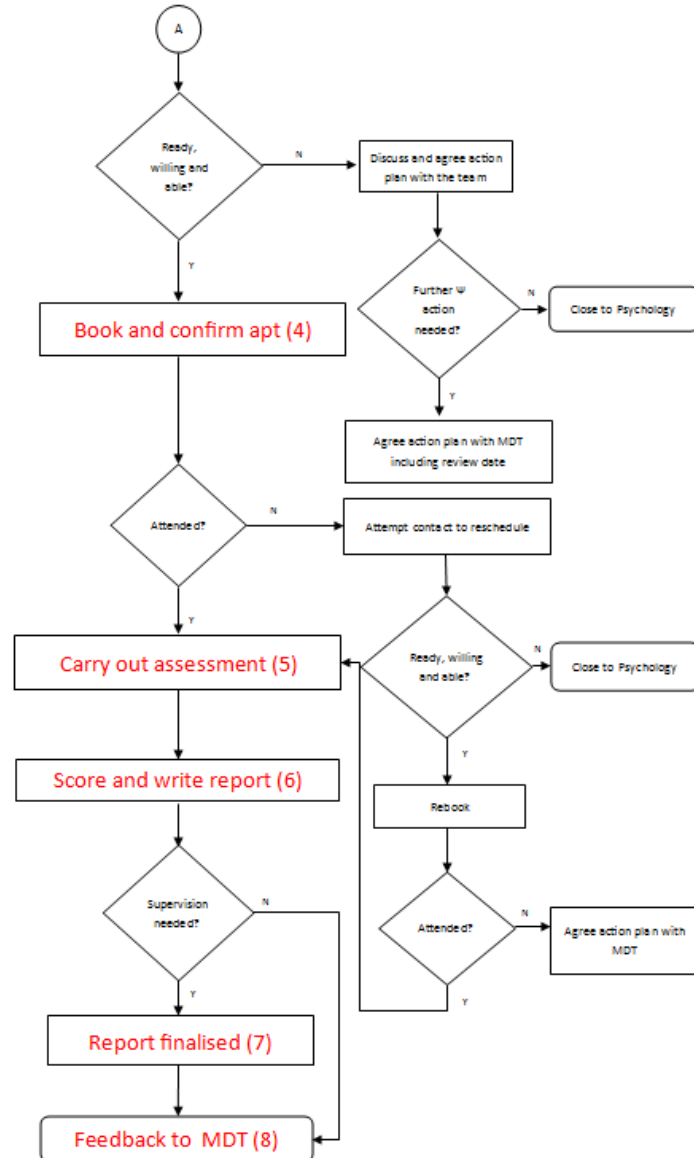 A
Ready,
willing and
able?
N
Discuss and agree action
plan with the team
Y
Further Ψ
action
needed?
N
Close to Psychology
Book and confirm apt (4)
Y
Agree action plan with MDT
including review date
Attended?
N
Attempt contact to reschedule
Y
Carry out assessment (5)
Ready, willing
and able?
N
Close to Psychology
Y
Score and write report (6)
Rebook
Supervision
needed?
N
Attended?
N
Agree action plan with
MDT
Y
Y
Report finalised (7)
Feedback to MDT (8)